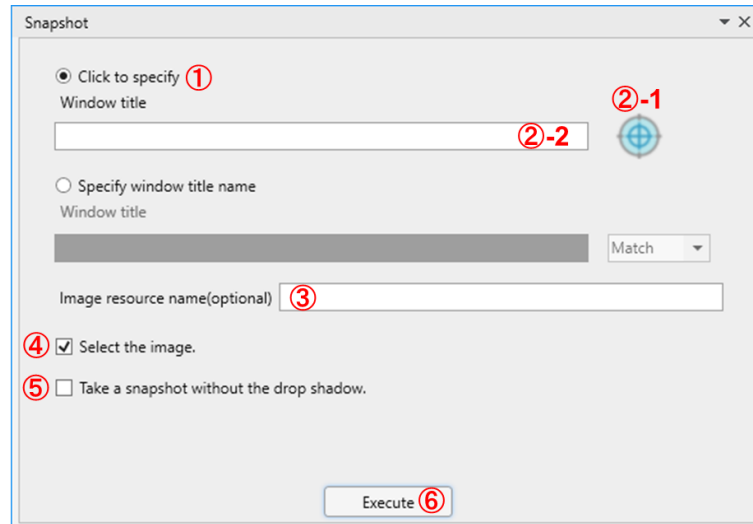 Snapshot
Click to specify ①
Window title
②-1
②-2
Specify window title name
Window title
Match
Image resource name(optional) ③
④ Select the image.
⑤ Take a snapshot without the drop shadow.
Execute ⑥